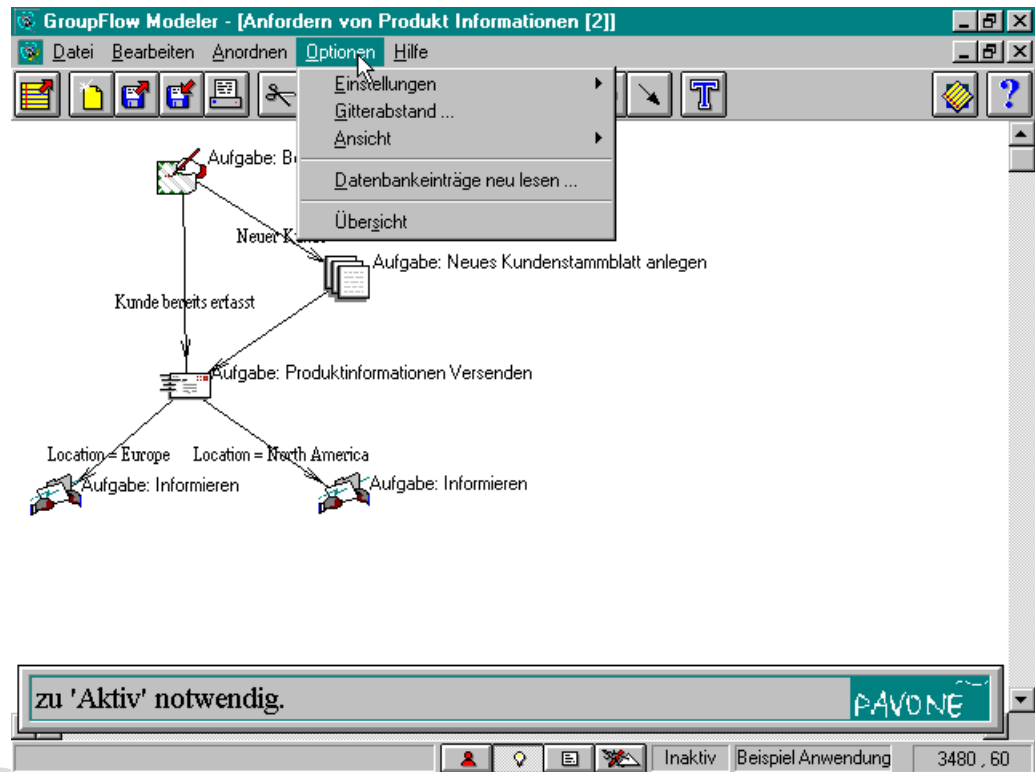 GroupFlow Modeler - [Anfordern von Produkt Informationen [2]]
Datei Bearbeiten Anordnen Optionen Hilfe
Einstellungen
Gitterabstand ...
Ansicht
Datenbankeinträge neu lesen ...
Übersicht
T ?
Aufgabe:
Neuer
Aufgabe: Neues Kundenstammblatt anlegen
Kunde bereits erfasst
Aufgabe: Produktinformationen Versenden
Location = Europe Location = North America
Aufgabe: Informieren Aufgabe: Informieren
zu 'Aktiv' notwendig.
PAVONE
Inaktiv Beispiel Anwendung 3480 , 60